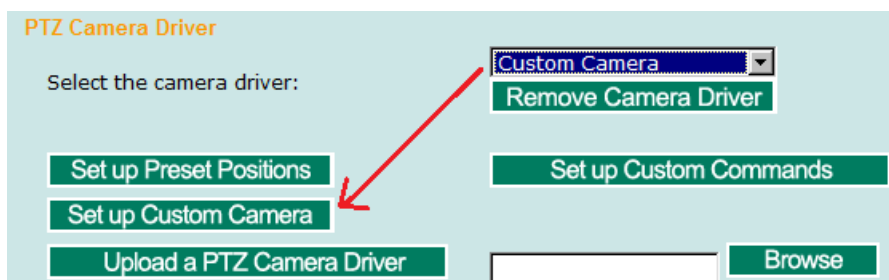 PTZ Camera Driver
Select the camera driver:
Custom Camera
Remove Camera Driver
Set up Preset Positions
Set up Custom Commands
Set up Custom Camera
Upload a PTZ Camera Driver
Browse